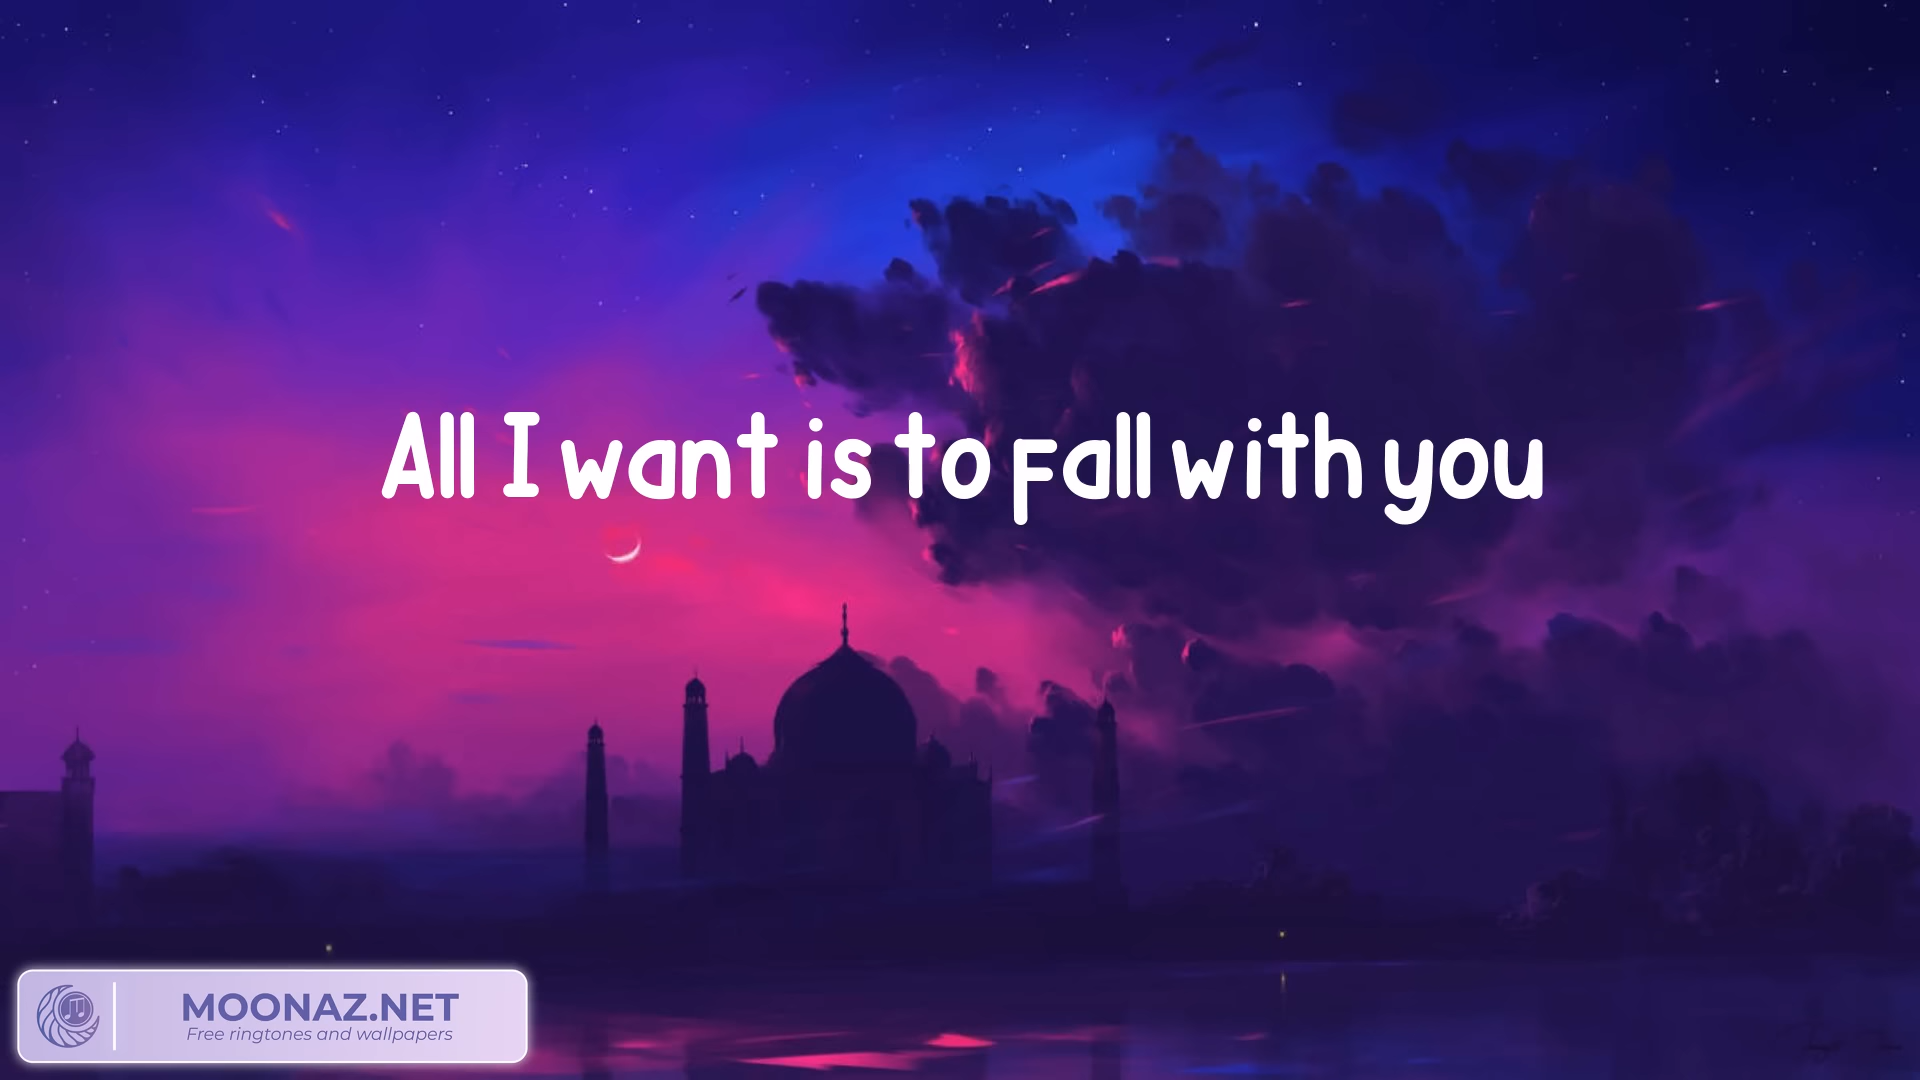 All I want is to fall with you
MOONAZ.NET
Free ringtones and wallpapers